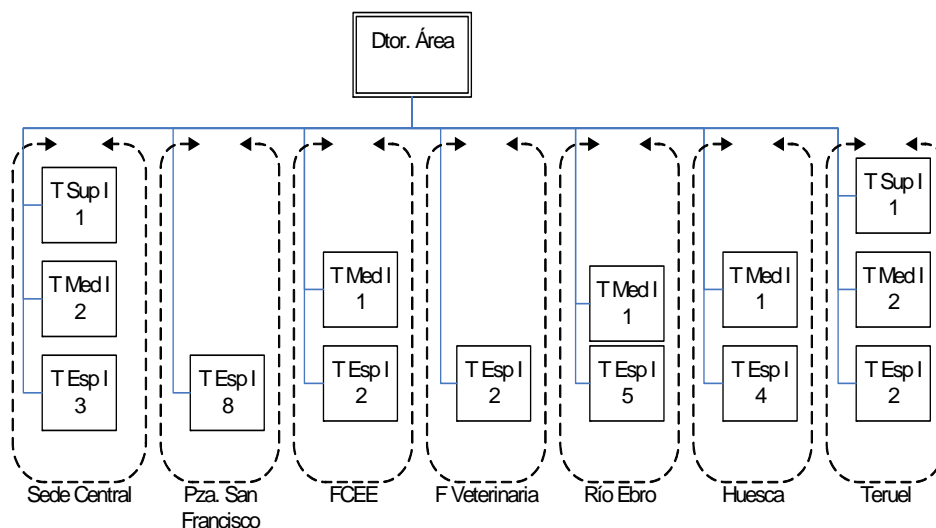 Dtor. Área
T Sup I
1
T Med I
2
T Esp I
3
Sede Central
T Esp I
8
Pza. San
Francisco
T Med I
1
T Esp I
2
FCEE
T Esp I
2
F Veterinaria
T Med I
1
T Esp I
5
Río Ebro
T Med I
1
T Esp I
4
Huesca
T Sup I
1
T Med I
2
T Esp I
2
Teruel